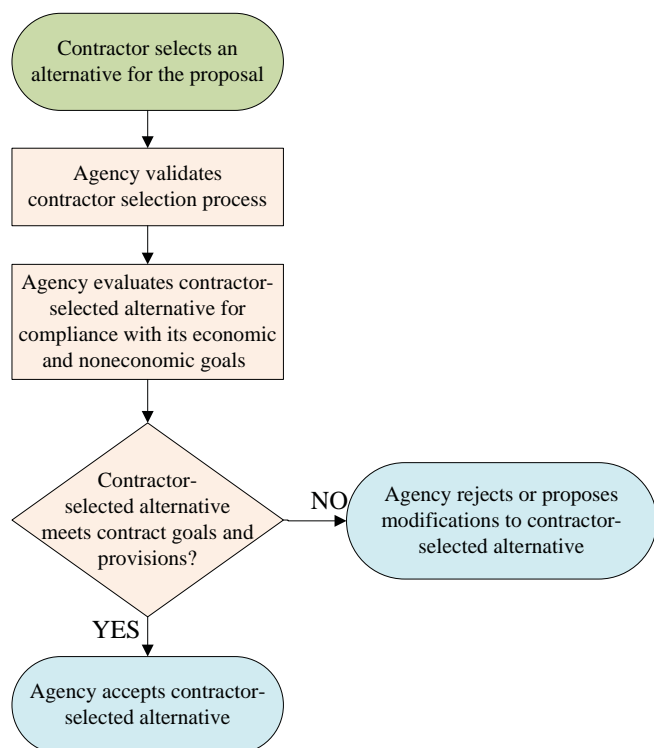 Contractor selects an
alternative for the proposal
Agency validates
contractor selection process
Agency evaluates contractor-
selected alternative for
compliance with its economic
and noneconomic goals
Contractor-
selected alternative
meets contract goals and
provisions?
NO
Agency rejects or proposes
modifications to contractor-
selected alternative
YES
Agency accepts contractor-
selected alternative